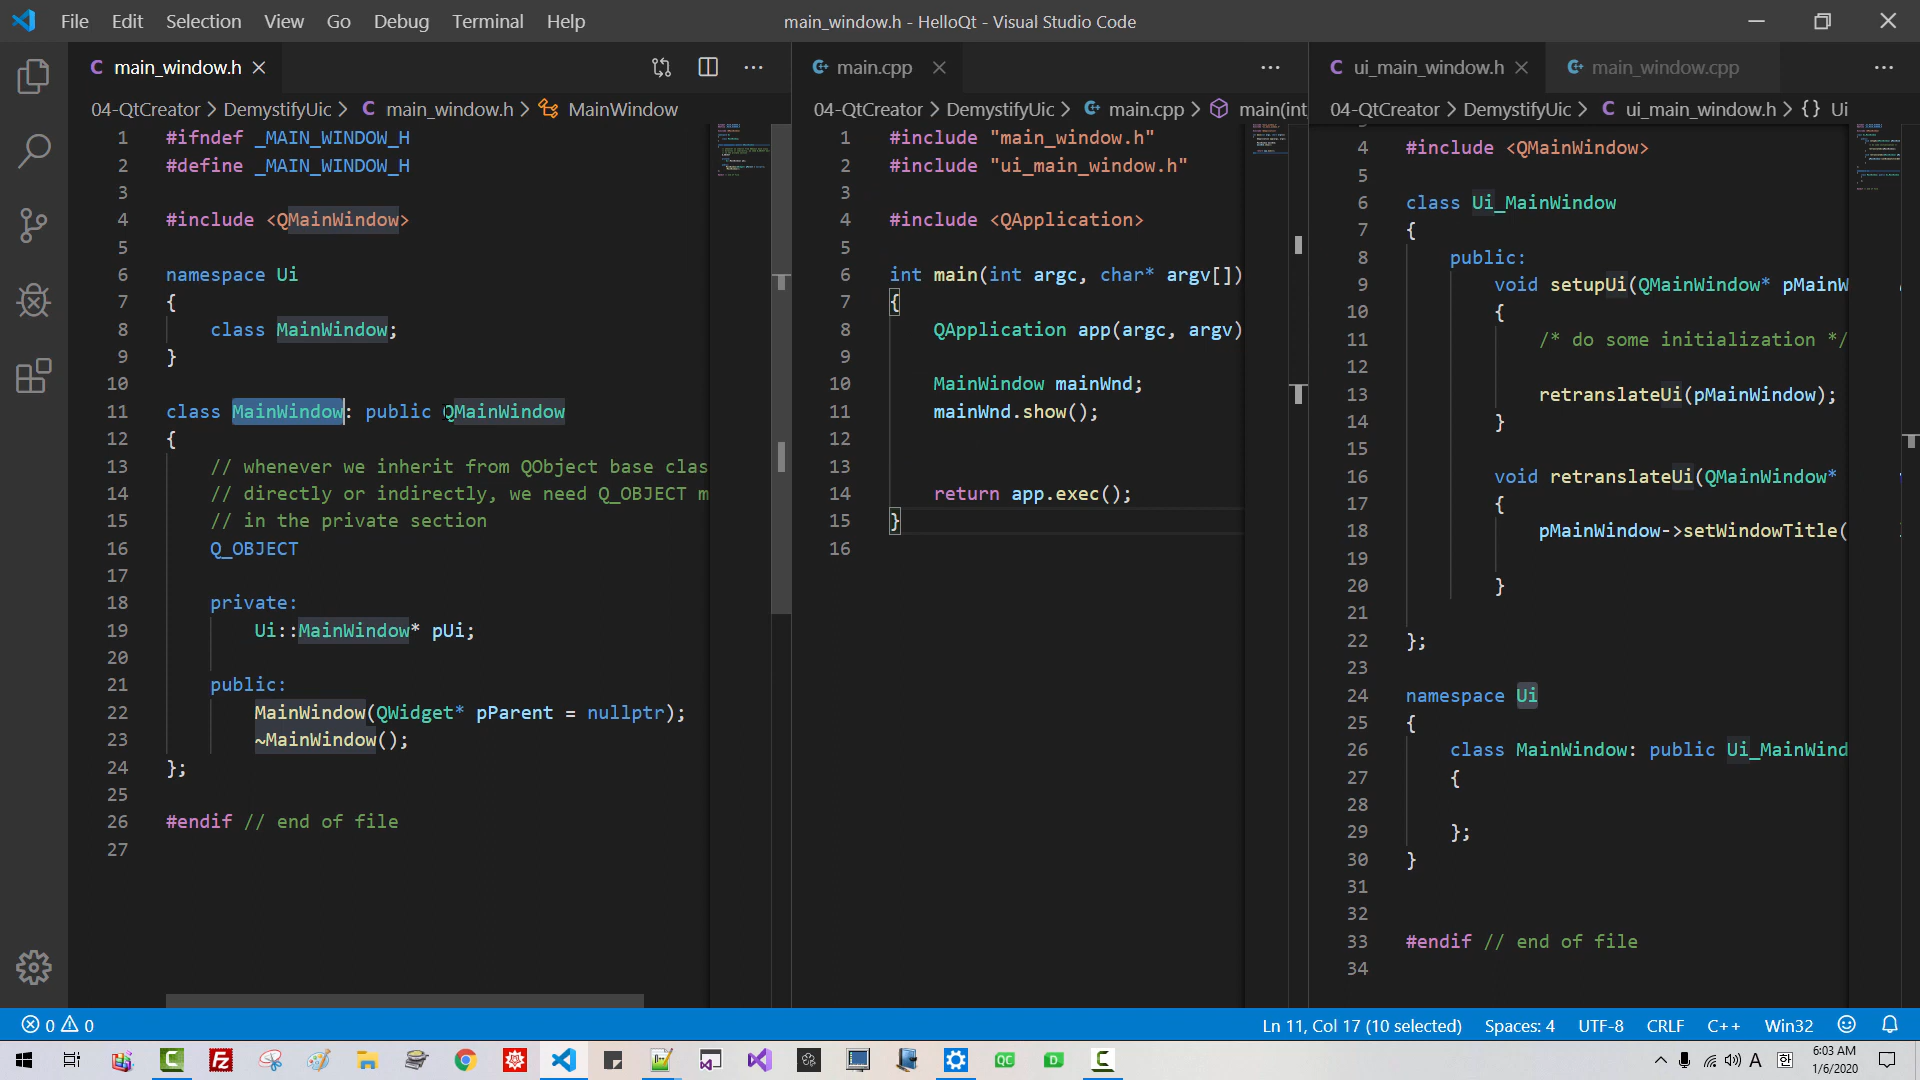 File Edit Selection View Go Debug Terminal Help
main_window.h - HelloQt - Visual Studio Code
main_window.h
04-QtCreator > DemystifyUic > C main_window.h > MainWindow
1 #ifndef _MAIN_WINDOW_H
2 #define _MAIN_WINDOW_H
3
4 #include <QMainWindow>
5
6 namespace Ui
7 {
8 class MainWindow;
9 }
10
11 class MainWindow: public QMainWindow
12 {
13 // whenever we inherit from QObject base clas
14 // directly or indirectly, we need Q_OBJECT m
15 // in the private section
16 Q_OBJECT
17
18 private:
19 Ui::MainWindow* pUi;
20
21 public:
22 MainWindow(QWidget* pParent = nullptr);
23 ~MainWindow();
24 };
25
26 #endif // end of file
27
main.cpp
04-QtCreator > DemystifyUic > main.cpp > main(int
1 #include "main_window.h"
2 #include "ui_main_window.h"
3
4 #include <QApplication>
5
6 int main(int argc, char* argv[])
7 {
8 QApplication app(argc, argv)
9
10 MainWindow mainWnd;
11 mainWnd.show();
12
13
14 return app.exec();
15 }
16
C ui_main_window.h main_window.cpp
04-QtCreator > DemystifyUic > C ui_main_window.h > {} Ui
4 #include <QMainWindow>
5
6 class Ui_MainWindow
7 {
8 public:
9 void setupUi(QMainWindow* pMainW
10 {
11 /* do some initialization */
12
13 retranslateUi(pMainWindow);
14 }
15
16 void retranslateUi(QMainWindow*
17 {
18 pMainWindow->setWindowTitle(
19
20 }
21
22 };
23
24 namespace Ui
25 {
26 class MainWindow: public Ui_MainWind
27 {
28
29 };
30 }
31
32
33 #endif // end of file
34
0 0
Ln 11, Col 17 (10 selected) Spaces: 4 UTF-8 CRLF C++ Win32
A 한 6:03 AM
1/6/2020